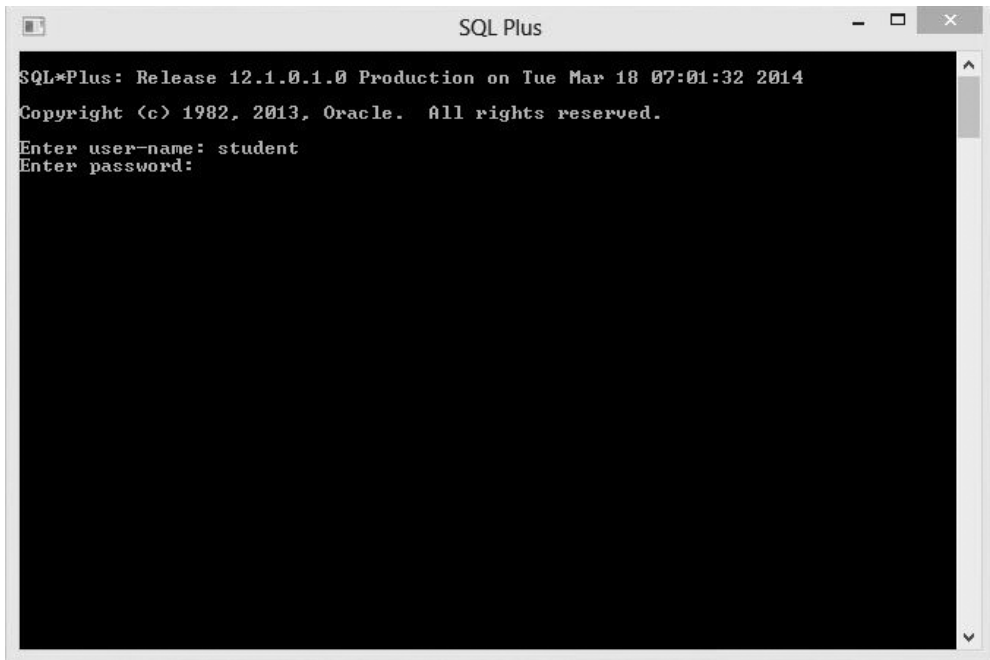 SQL Plus
SQL*Plus: Release 12.1.0.1.0 Production on Tue Mar 18 07:01:32 2014
Copyright (c) 1982, 2013, Oracle.  All rights reserved.
Enter user-name: student
Enter password: